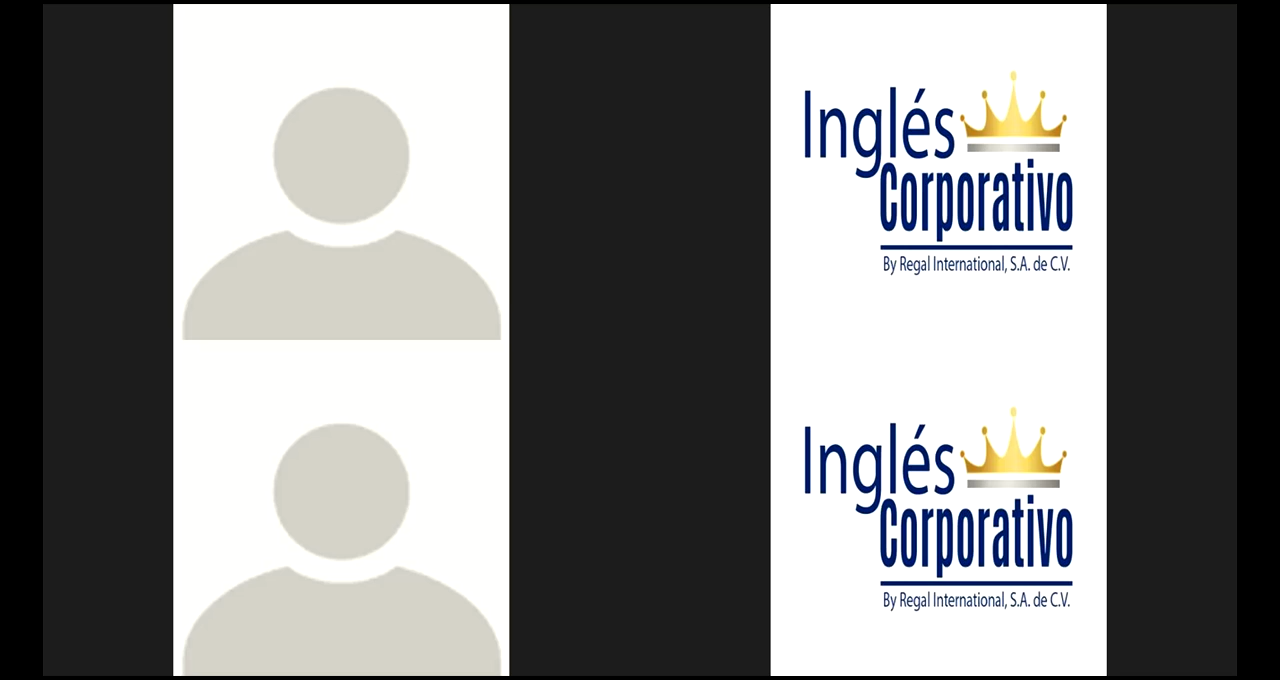 Inglés
Corporativo
By Regal International, S.A. de C.V.
Inglés
Corporativo
By Regal International, S.A. de C.V.